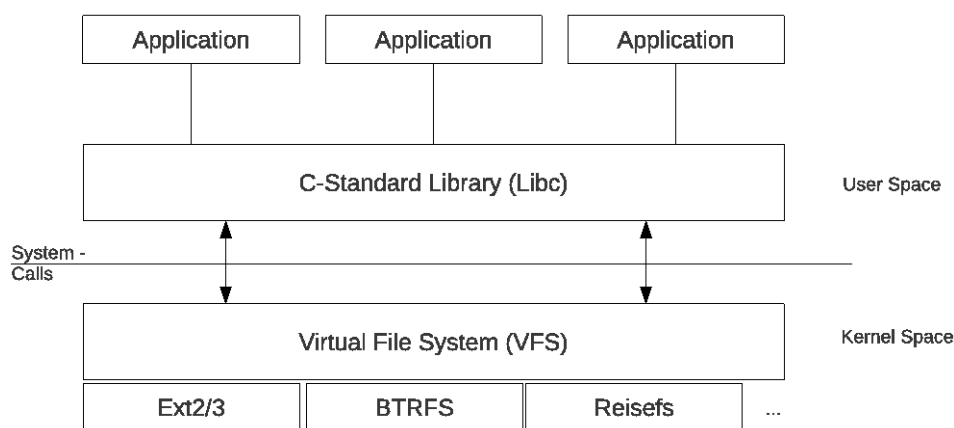 Application
Application
Application
C-Standard Library (Libc)
User Space
System -
Calls
Virtual File System (VFS)
Kernel Space
Ext2/3
BTRFS
Reisefs
...